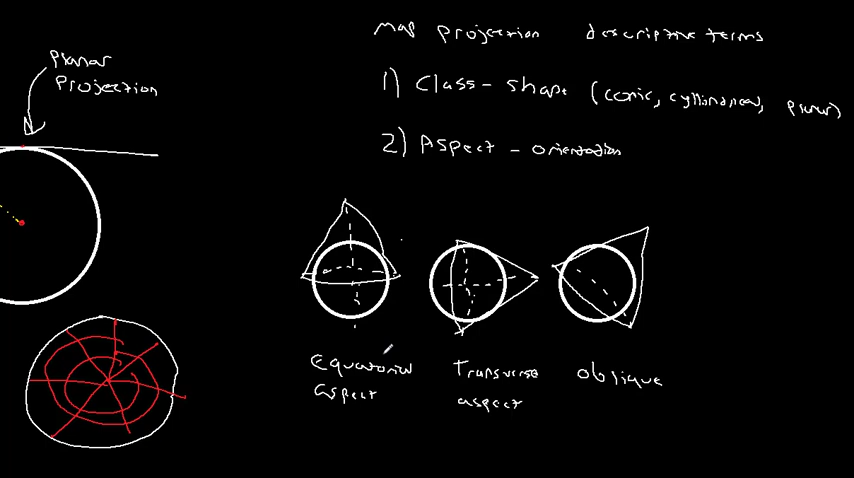 Map projection descriptive terms
Planar
Projection
1) Class - shape (conic, cylindrical, planar)
2) Aspect - orientation
Equatorial
aspect
Transverse
aspect
oblique